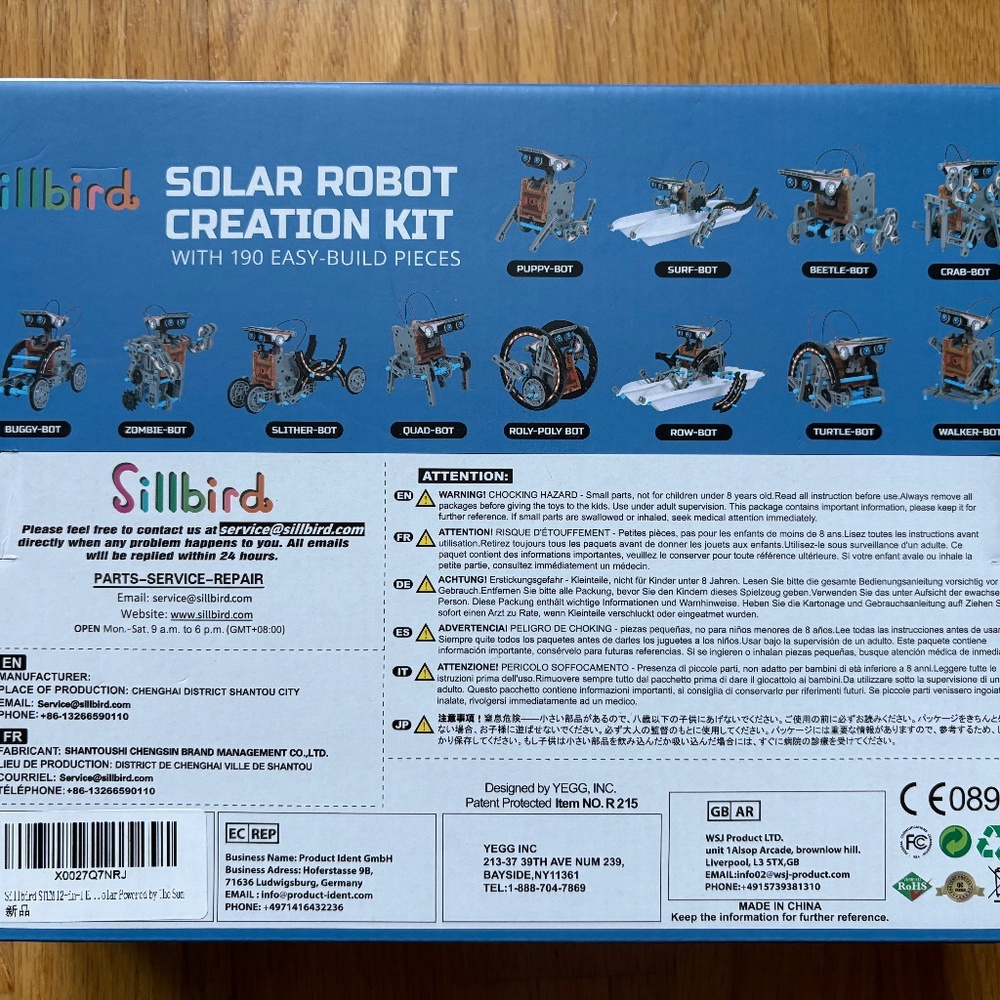 illbird
SOLAR ROBOT
CREATION KIT
WITH 190 EASY-BUILD PIECES
PUPPY-BOT
SURF-BOT
BEETLE-BOT
CRAB-BOT
BUGGY-BOT
ZOMBIE-BOT
SLITHER-BOT
QUAD-BOT
ROLY-POLY BOT
ROW-BOT
TURTLE-BOT
WALKER-BOT
Sillbird
Please feel free to contact us at service@sillbird.com
directly when any problem happens to you. All emails
will be replied within 24 hours.
PARTS-SERVICE-REPAIR
Email: service@sillbird.com
Website: www.sillbird.com
OPEN Mon.-Sat. 9 a.m. to 6 p.m. (GMT+08:00)
EN
MANUFACTURER:
PLACE OF PRODUCTION: CHENGHAI DISTRICT SHANTOU CITY
EMAIL: Service@sillbird.com
PHONE: +86-13266590110
FR
FABRICANT: SHANTOUSHI CHENGSIN BRAND MANAGEMENT CO.,LTD.
LIEU DE PRODUCTION: DISTRICT DE CHENGHAI VILLE DE SHANTOU
COURRIEL: Service@sillbird.com
TÉLÉPHONE: +86-13266590110
ATTENTION:
EN WARNING! CHOCKING HAZARD - Small parts, not for children under 8 years old.Read all instruction before use.Always remove all
packages before giving the toys to the kids. Use under adult supervision. This package contains important information, please keep it for
further reference. If small parts are swallowed or inhaled, seek medical attention immediately.
FR ATTENTION! RISQUE D'ÉTOUFFEMENT - Petites pièces, pas pour les enfants de moins de 8 ans.Lisez toutes les instructions avant
utilisation.Retirez toujours tous les paquets avant de donner les jouets aux enfants.Utilisez-le sous surveillance d'un adulte. Ce
paquet contient des informations importantes, veuillez le conserver pour toute référence ultérieure. Si votre enfant avale ou inhale la
petite partie, consultez immédiatement un médecin.
DE ACHTUNG! Erstickungsgefahr - Kleinteile, nicht für Kinder unter 8 Jahren. Lesen Sie bitte die gesamte Bedienungsanleitung vorsichtig vor
Gebrauch.Entfernen Sie bitte alle Packung, bevor Sie den Kindern dieses Spielzeug geben.Verwenden Sie das unter Aufsicht der erwachse
Person. Diese Packung enthält wichtige Informationen und Warnhinweise. Heben Sie die Kartonage und Gebrauchsanleitung auf! Ziehen S
sofort einen Arzt zu Rate, wenn Kleinteile verschluckt oder eingeatmet wurden.
ES ADVERTENCIA! PELIGRO DE CHOKING - piezas pequeñas, no para niños menores de 8 años.Lee todas las instrucciones antes de usar
Siempre quite todos los paquetes antes de darles los juguetes a los niños.Usar bajo la supervisión de un adulto. Este paquete contiene
información importante, consérvelo para futuras referencias. Si se ingieren o inhalan piezas pequeñas, busque atención médica de inmed
IT ATTENZIONE! PERICOLO SOFFOCAMENTO - Presenza di piccole parti, non adatto per bambini di età inferiore a 8 anni.Leggere tutte le
istruzioni prima dell'uso.Rimuovere sempre tutto dal pacchetto prima di dare il giocattolo ai bambini.Da utilizzare sotto la supervisione di un
adulto. Questo pacchetto contiene informazioni importanti, si consiglia di conservarle per riferimenti futuri. Se piccole parti venissero ingoia
inalate, rivolgersi immediatamente al medico.
JP 注意事項！窒息危険——小さい部品があるので、八歳以下の子供にあげないでください。ご使用の前に必ずお読みください。パッケージをきちんと
ない場合、お子様に遊ばせないでください。必ず大人の監督のもとに使用してください。パッケージには重要な情報がありますので、参考するため、し
かり保存してください。もし子供は小さい部品を飲み込んだか吸い込んだ場合には、すぐに病院の診療を受けてください。
Designed by YEGG, INC.
Patent Protected Item NO. R 215
X0027Q7NRJ
Sillbird STEM 12-in-1 E...olar Powered by The Sun
新品
EC REP
Business Name: Product Ident GmbH
Business Adress: Hoferstasse 9B,
71636 Ludwigsburg, Germany
EMAIL : info@product-ident.com
PHONE: +4971416432236
YEGG INC
213-37 39TH AVE NUM 239,
BAYSIDE,NY11361
TEL:1-888-704-7869
GB AR
WSJ Product LTD.
unit 1Alsop Arcade, brownlow hill.
Liverpool, L3 5TX,GB
EMAIL:info02@wsj-product.com
PHONE:+4915739381310
MADE IN CHINA
Keep the information for further reference.
CE 089
FC
RoHS
QC